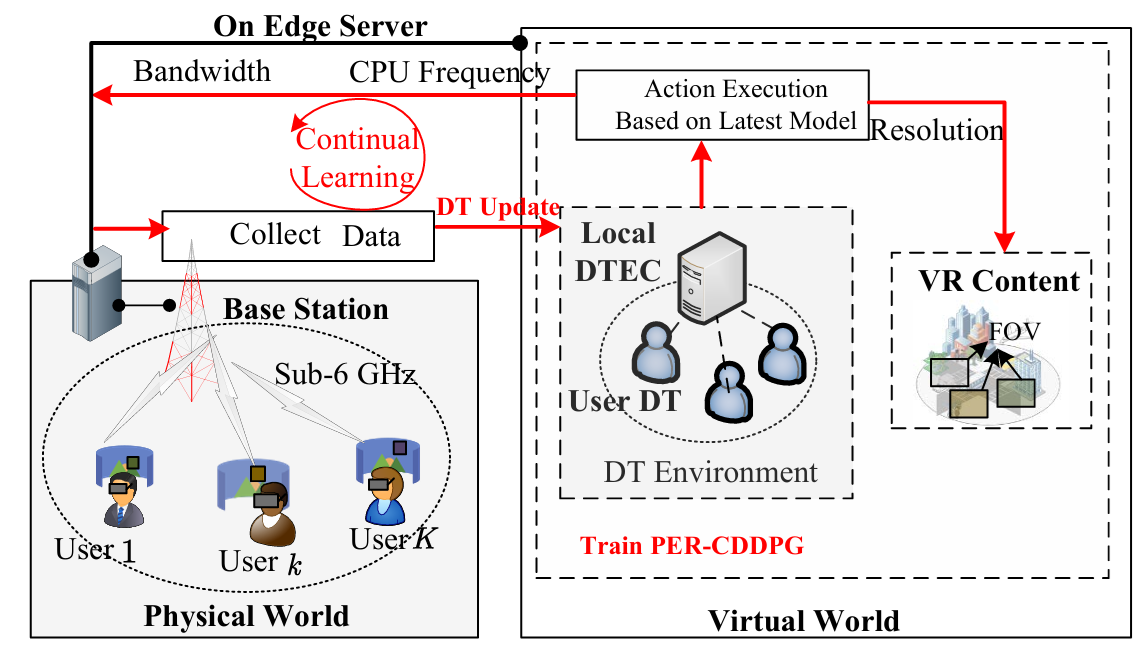 On Edge Server
Bandwidth
CPU Frequency
Action Execution
Based on Latest Model
Resolution
Continual
Learning
DT Update
Collect Data
Local
DTEC
VR Content
FOV
Base Station
Sub-6 GHz
User DT
DT Environment
User 1
User k
User K
Train PER-CDDPG
Physical World
Virtual World